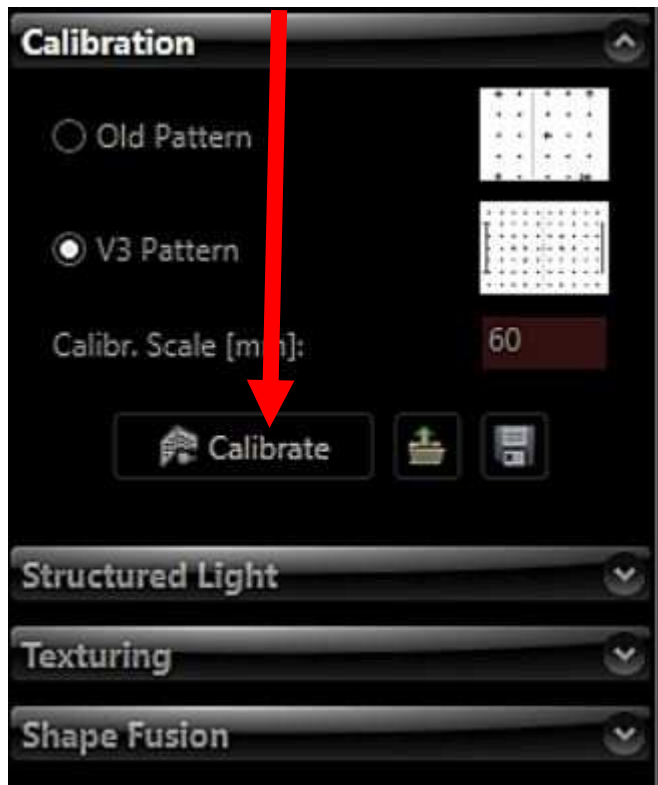 Calibration
Old Pattern
V3 Pattern
Calibr. Scale [mm]: 60
Calibrate
Structured Light
Texturing
Shape Fusion